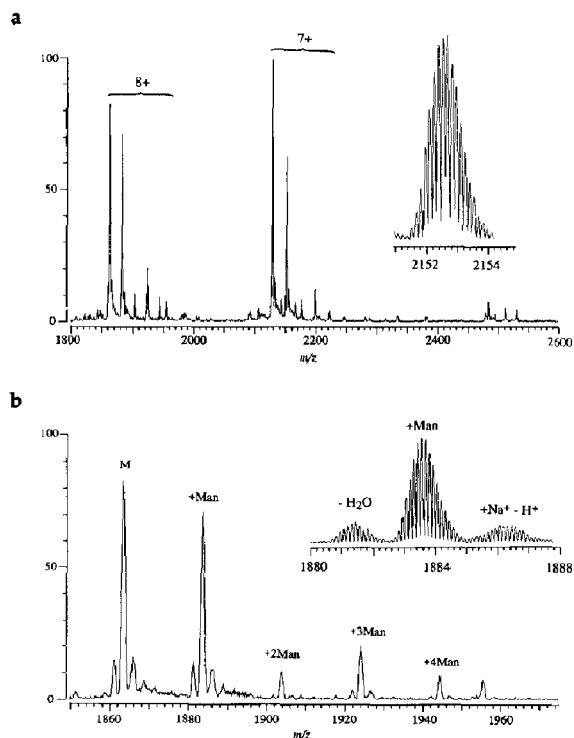 a
8+
7+
100
50
0
2152 2154
1800 2000 2200 2400 2600
m/z
m/z
b
M
+Man
+2Man
+3Man
+4Man
100
50
0
+Man
- H₂O
+Na⁺ - H⁺
1880 1884 1888
1860 1880 1900 1920 1940 1960
m/z